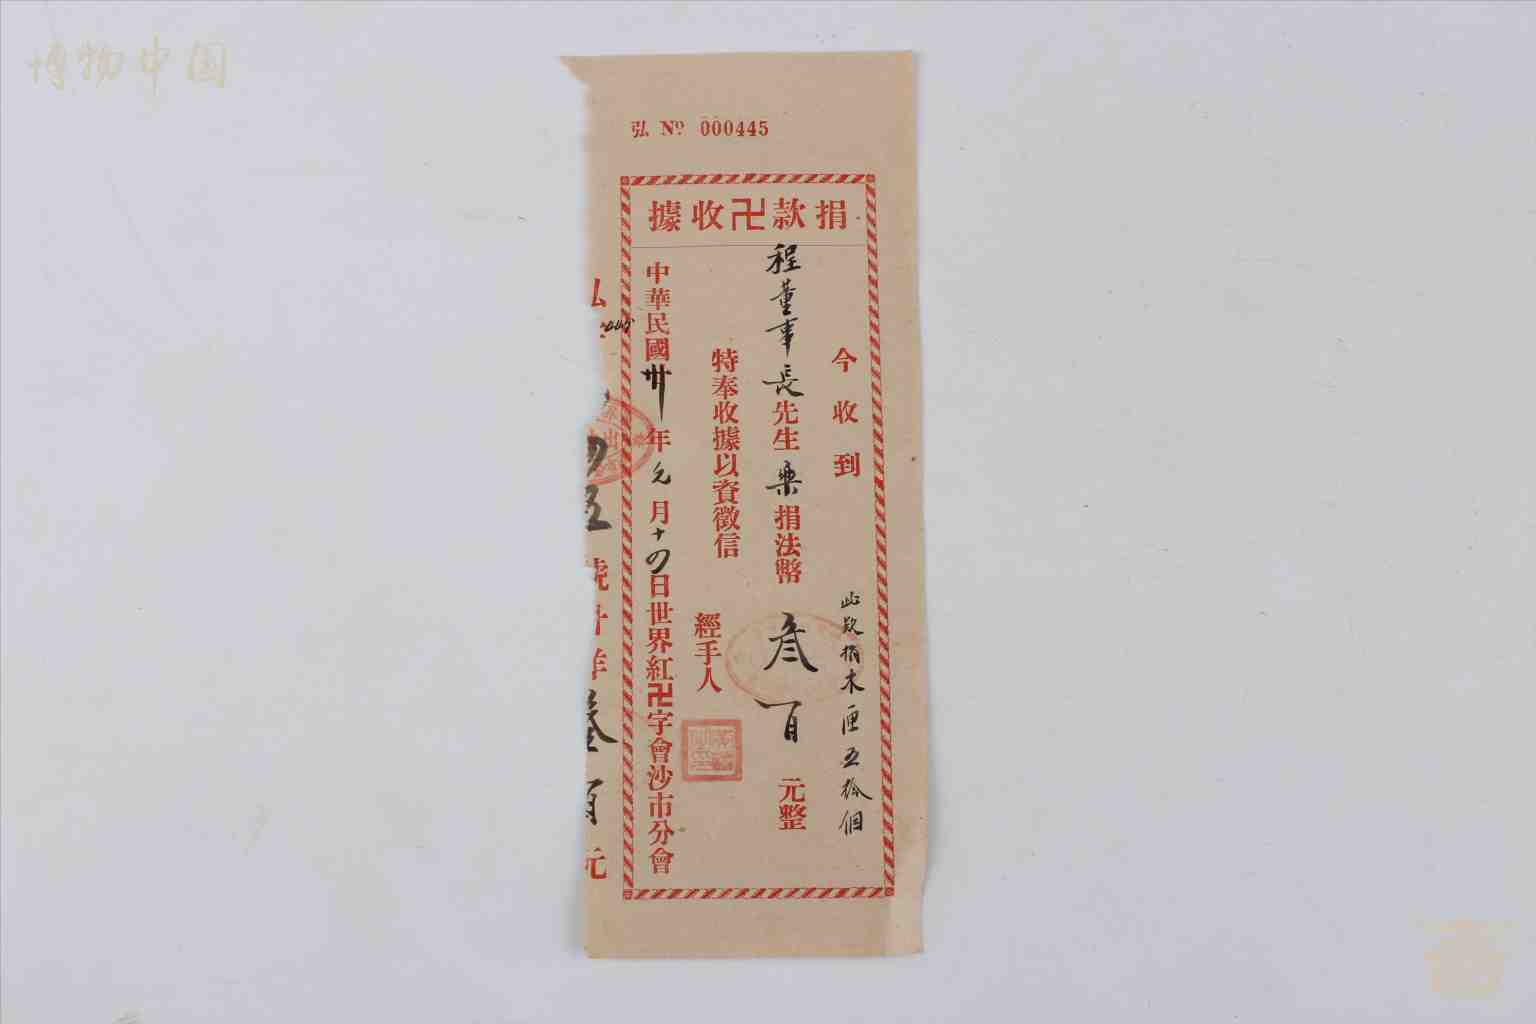 博物中国
弘 No 000445
捐款卍收據
今收到
此款捐木匣五拾個
程董事長先生樂捐法幣叁百元整
特奉收據以資徵信
經手人
中華民國卅年元月十四日世界紅卍字會沙市分會